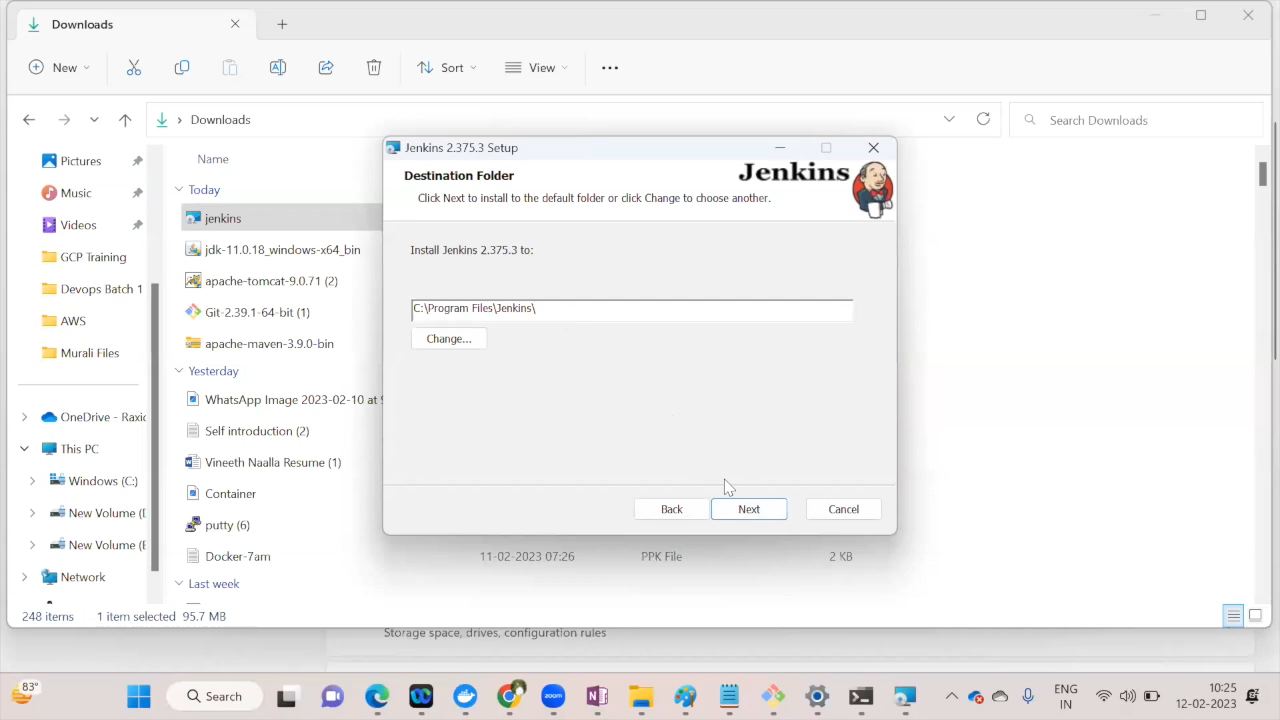 Downloads
New
Sort
View
Downloads
Search Downloads
Pictures
Music
Videos
GCP Training
Devops Batch 1
AWS
Murali Files
OneDrive - Raxic
This PC
Windows (C:)
New Volume (D
New Volume (E
Network
Name
Today
jenkins
jdk-11.0.18_windows-x64_bin
apache-tomcat-9.0.71 (2)
Git-2.39.1-64-bit (1)
apache-maven-3.9.0-bin
Yesterday
WhatsApp Image 2023-02-10 at 9
Self introduction (2)
Vineeth Naalla Resume (1)
Container
putty (6)
Docker-7am
11-02-2023 07:26
PPK File
2 KB
Last week
Jenkins 2.375.3 Setup
Jenkins
Destination Folder
Click Next to install to the default folder or click Change to choose another.
Install Jenkins 2.375.3 to:
C:\Program Files\Jenkins\
Change...
Back
Next
Cancel
248 items
1 item selected
95.7 MB
Storage space, drives, configuration rules
83°
Search
zoom
ENG
IN
10:25
12-02-2023